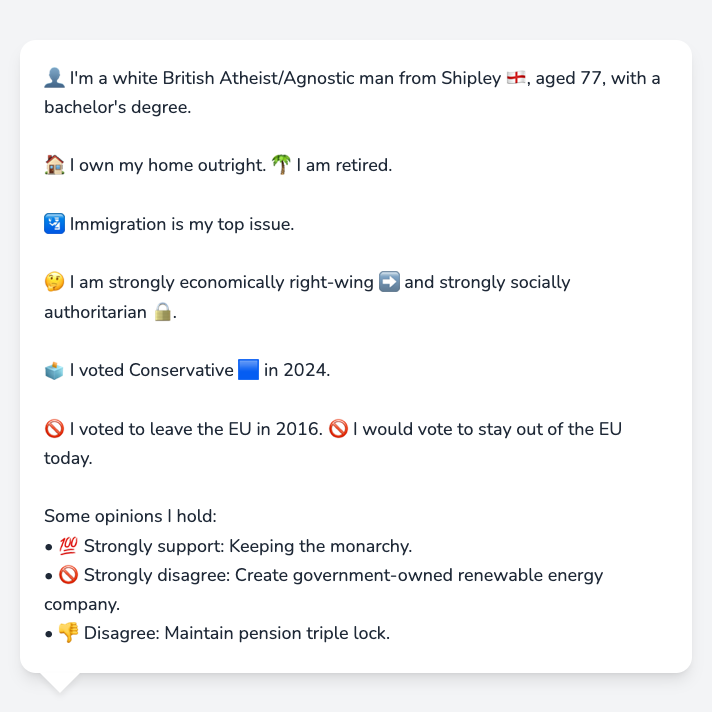 👤 I'm a white British Atheist/Agnostic man from Shipley 🏴󠁧󠁢󠁥󠁮󠁧󠁿, aged 77, with a
bachelor's degree.
🏠 I own my home outright. 🌴 I am retired.
🛂 Immigration is my top issue.
🤔 I am strongly economically right-wing ➡️ and strongly socially
authoritarian 🔒.
🗳️ I voted Conservative 🟦 in 2024.
🚫 I voted to leave the EU in 2016. 🚫 I would vote to stay out of the EU
today.
Some opinions I hold:
• 💯 Strongly support: Keeping the monarchy.
• 🚫 Strongly disagree: Create government-owned renewable energy
company.
• 👎 Disagree: Maintain pension triple lock.